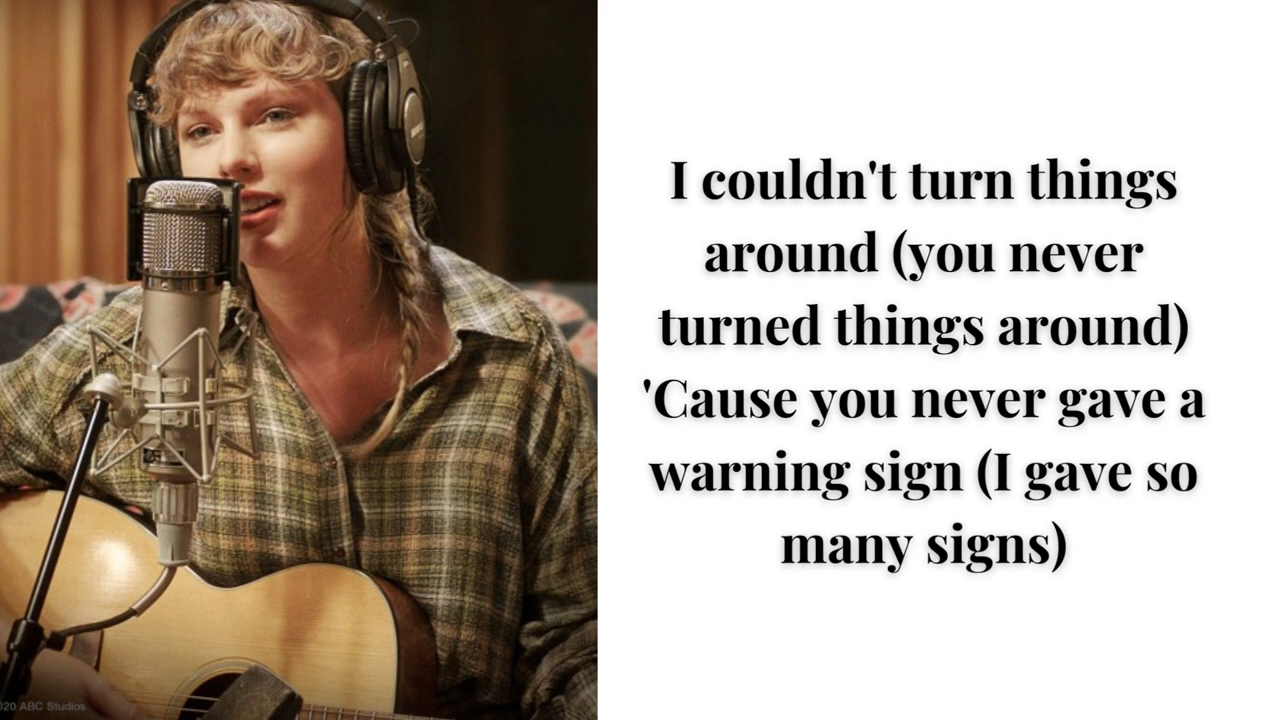 I couldn't turn things
around (you never
turned things around)
'Cause you never gave a
warning sign (I gave so
many signs)
020 ABC Studios